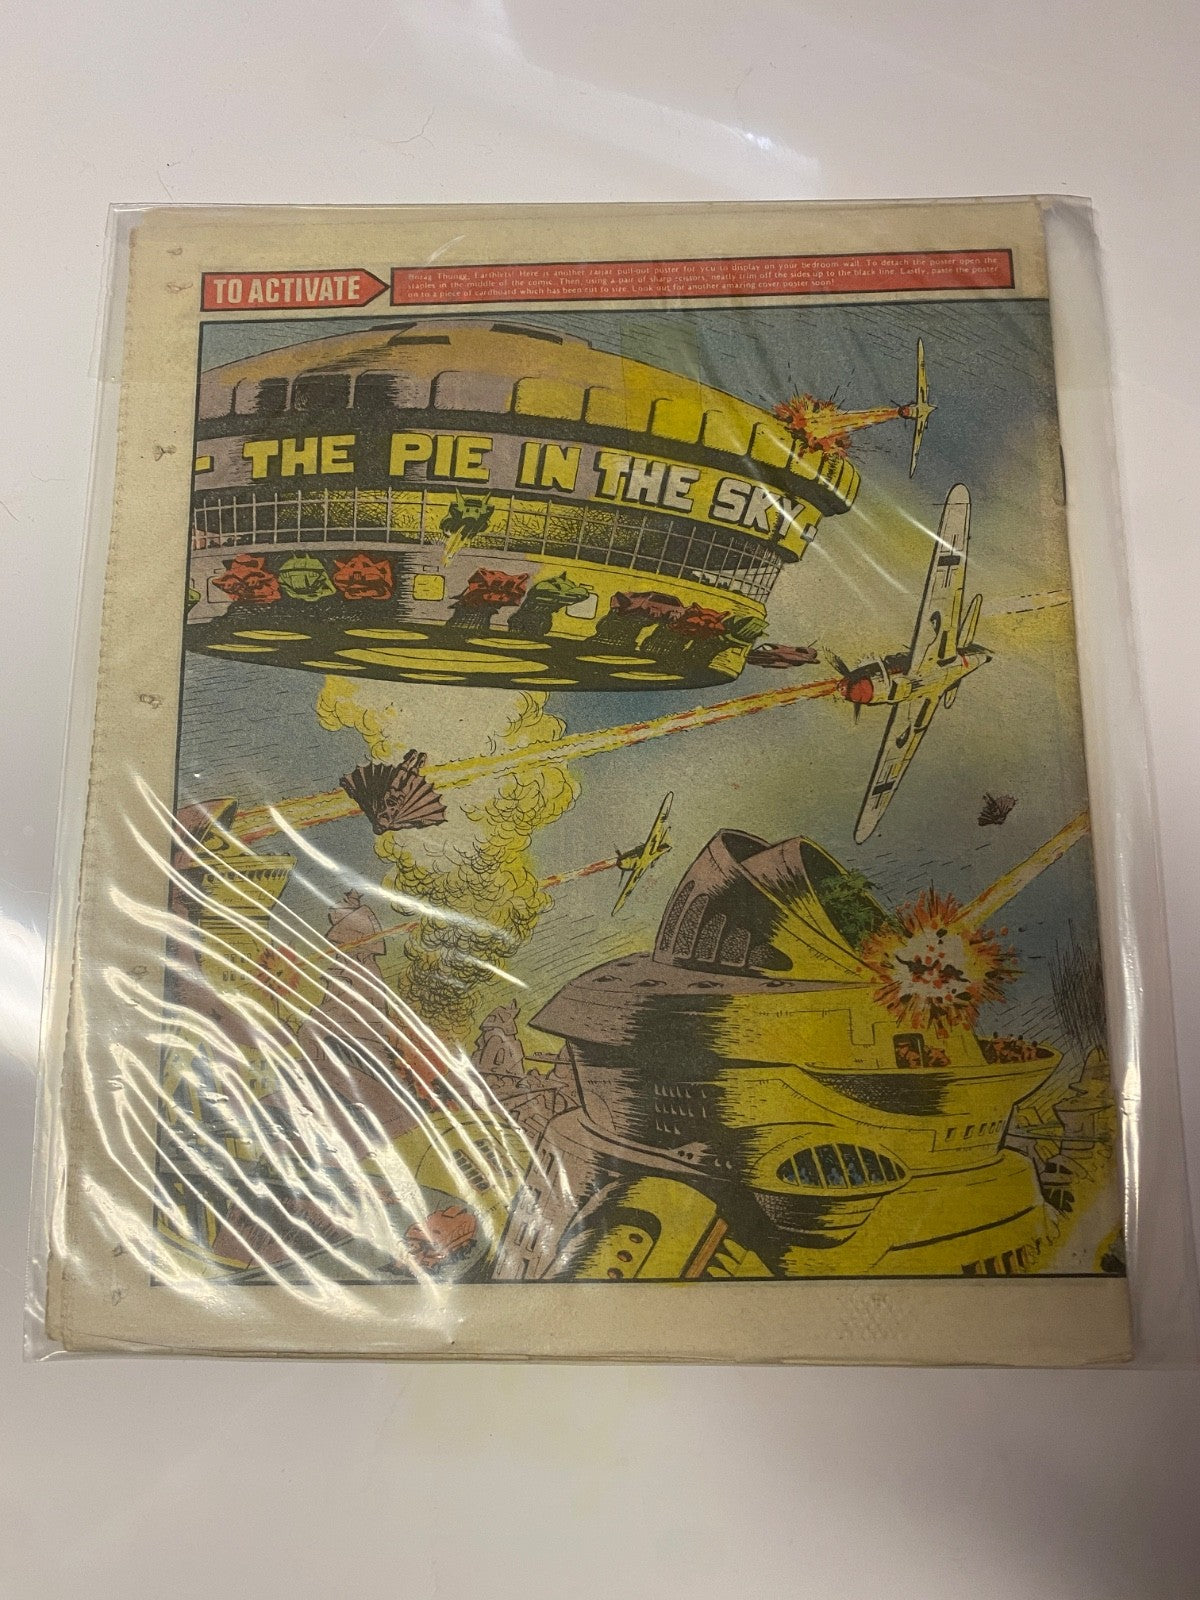 TO ACTIVATE
Bozag Thungg, Earthlets! Here is another zarjaz pull-out poster for you to display on your bedroom wall. To detach the poster open the
staples in the middle of the comic. Then, using a pair of sharp scissors, neatly trim off the sides up to the black line. Lastly, paste the poster
on to a piece of cardboard which has been cut to size. Look out for another amazing cover poster soon!
· THE PIE IN THE SKY ·